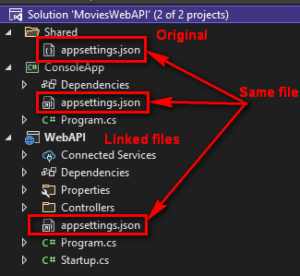 Solution 'MoviesWebAPI' (2 of 2 projects)
Shared
Original
appsettings.json
ConsoleApp
Dependencies
Same file
appsettings.json
Program.cs
WebAPI
Linked files
Connected Services
Dependencies
Properties
Controllers
appsettings.json
Program.cs
Startup.cs